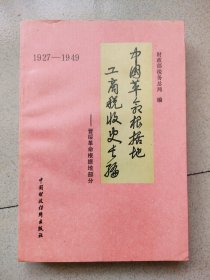 1927—1949
财政部税务总局 编
中国革命根据地
工商税收史长编
——晋绥革命根据地部分
中国财政经济出版社